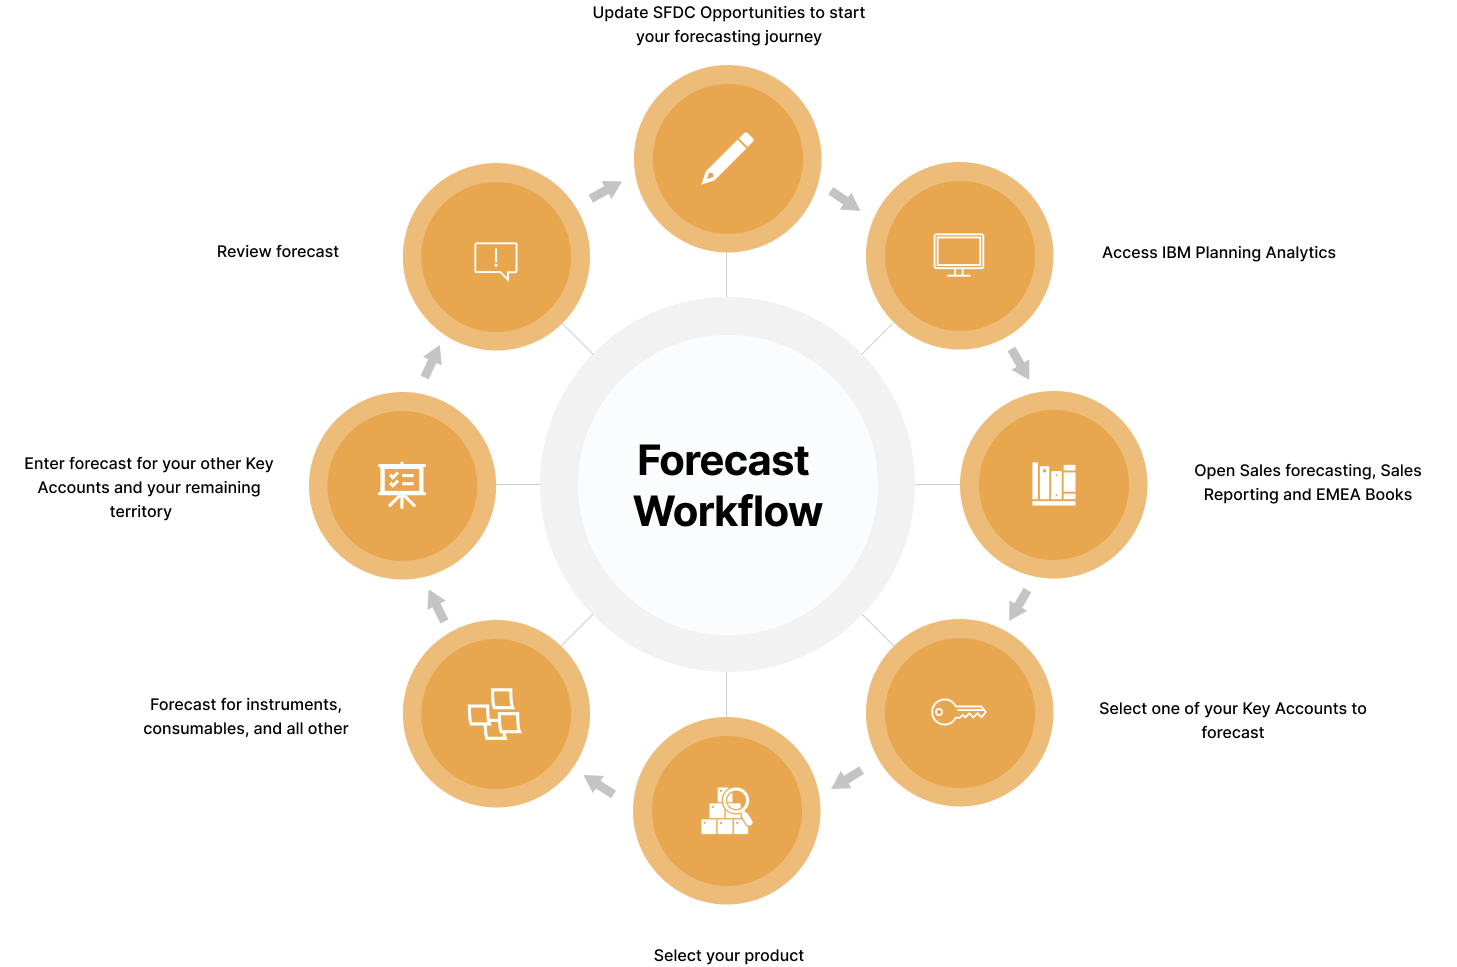 Update SFDC Opportunities to start
your forecasting journey
Access IBM Planning Analytics
Open Sales forecasting, Sales
Reporting and EMEA Books
Select one of your Key Accounts to
forecast
Select your product
Forecast for instruments,
consumables, and all other
Enter forecast for your other Key
Accounts and your remaining
territory
Review forecast
Forecast
Workflow